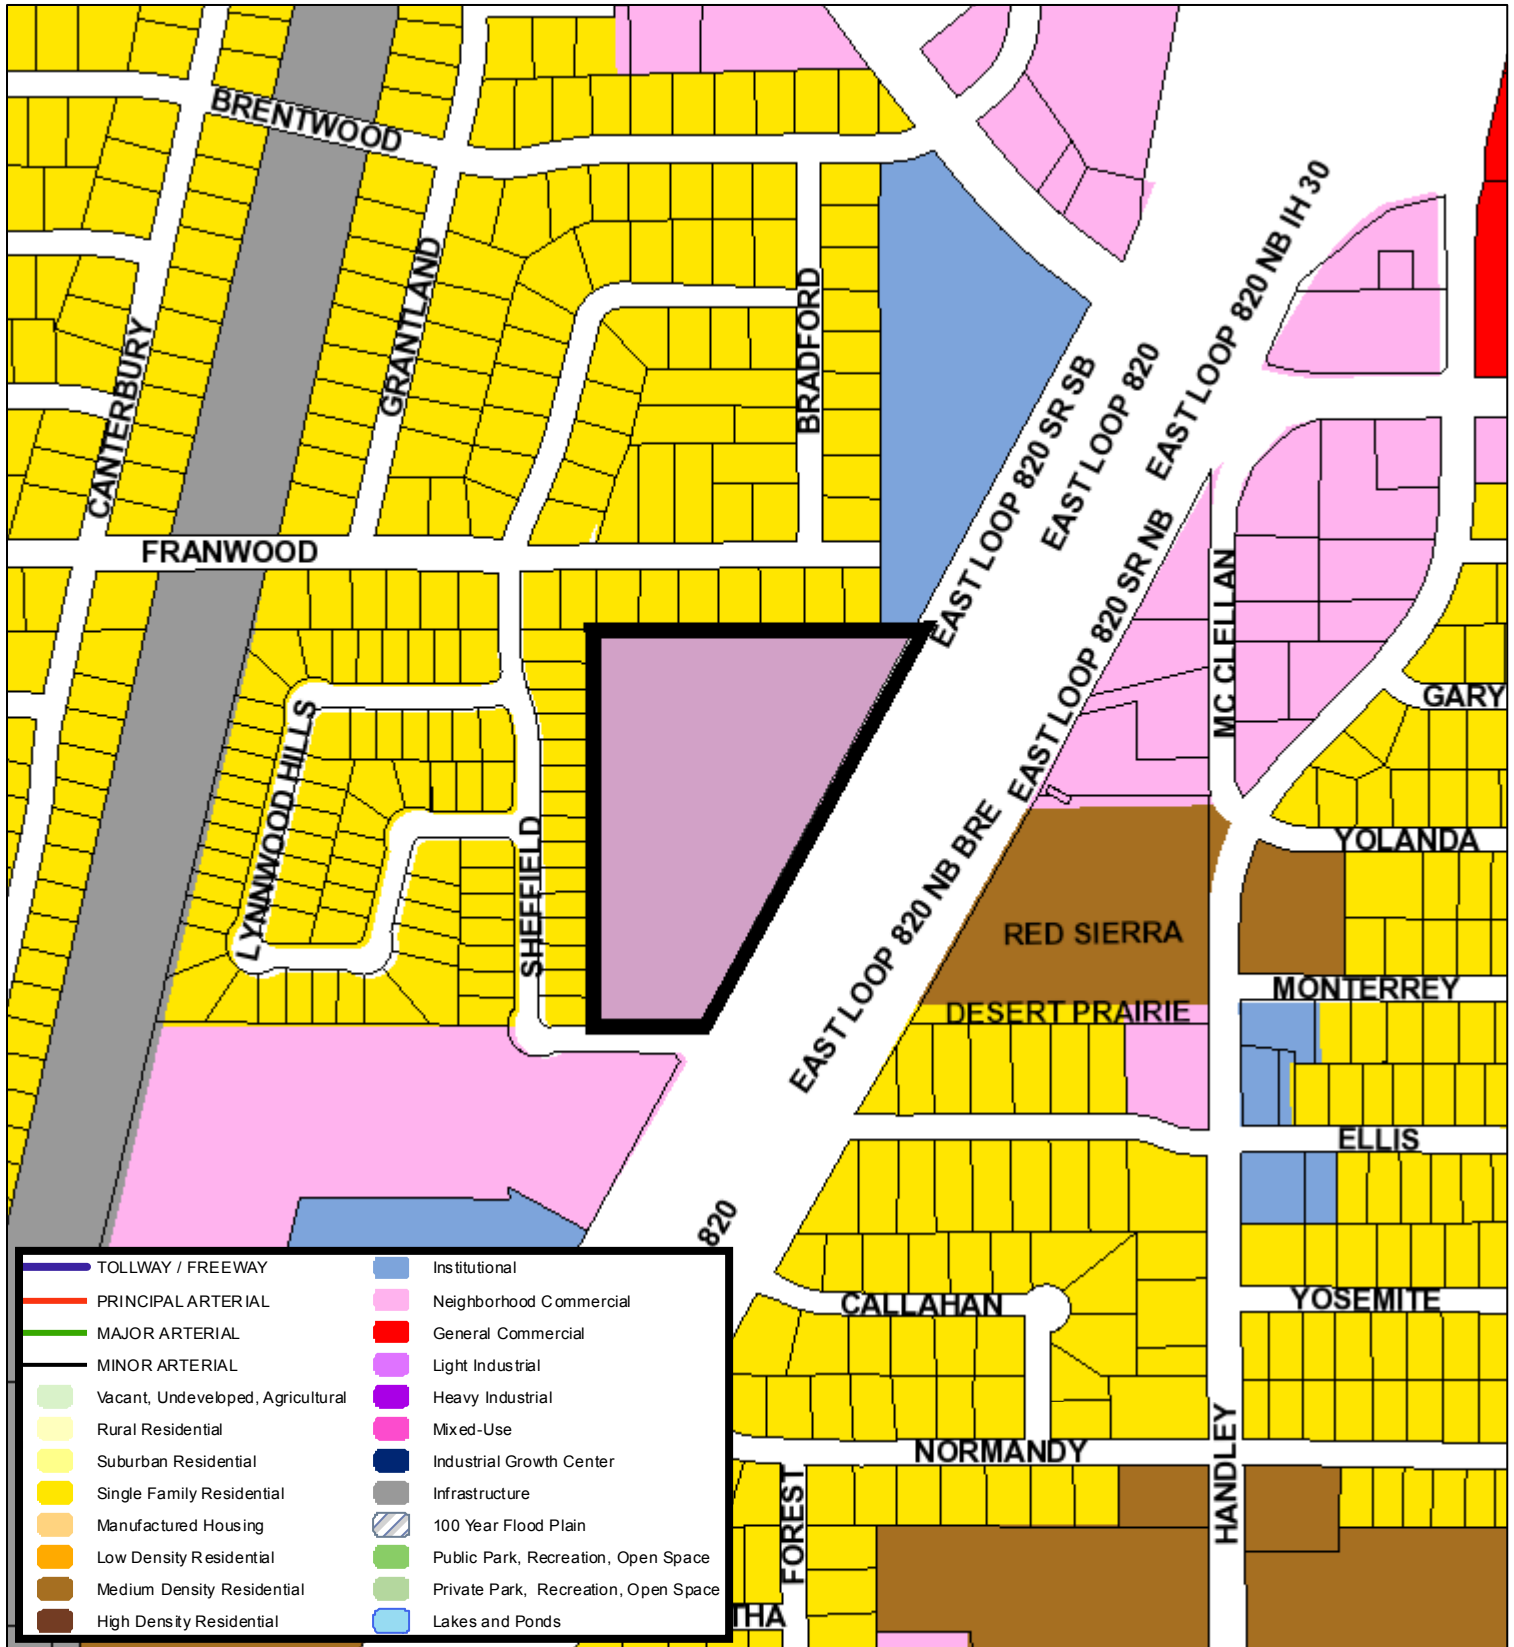 BRENTWOOD
EAST LOOP 820 NB IH 30
GRANTLAND
BRADFORD
CANTERBURY
EAST LOOP 820 SR SB
EAST LOOP 820
FRANWOOD
EAST LOOP 820 SR NB
MC CLELLAN
GARY
LYNNWOOD HILLS
SHEFFIELD
YOLANDA
EAST LOOP 820 NB BRE
RED SIERRA
MONTERREY
DESERT PRAIRIE
ELLIS
820
CALLAHAN
YOSEMITE
NORMANDY
HANDLEY
FOREST
THA
TOLLWAY / FREEWAY
PRINCIPAL ARTERIAL
MAJOR ARTERIAL
MINOR ARTERIAL
Vacant, Undeveloped, Agricultural
Rural Residential
Suburban Residential
Single Family Residential
Manufactured Housing
Low Density Residential
Medium Density Residential
High Density Residential
Institutional
Neighborhood Commercial
General Commercial
Light Industrial
Heavy Industrial
Mixed-Use
Industrial Growth Center
Infrastructure
100 Year Flood Plain
Public Park, Recreation, Open Space
Private Park, Recreation, Open Space
Lakes and Ponds